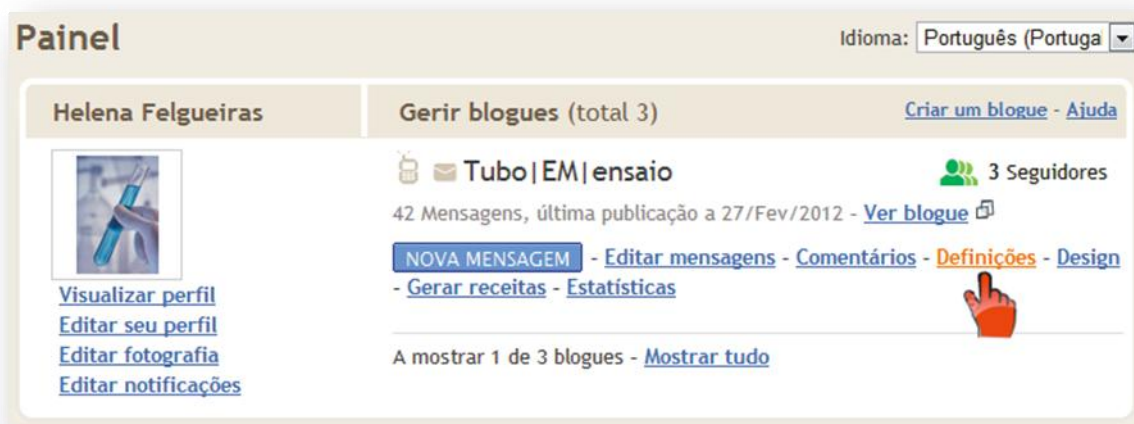 Painel
Idioma: Português (Portuga
Helena Felgueiras
Gerir blogues (total 3)
Criar um blogue - Ajuda
Tubo|EM|ensaio
3 Seguidores
42 Mensagens, última publicação a 27/Fev/2012 - Ver blogue
NOVA MENSAGEM - Editar mensagens - Comentários - Definições - Design
- Gerar receitas - Estatísticas
A mostrar 1 de 3 blogues - Mostrar tudo
Visualizar perfil
Editar seu perfil
Editar fotografia
Editar notificações